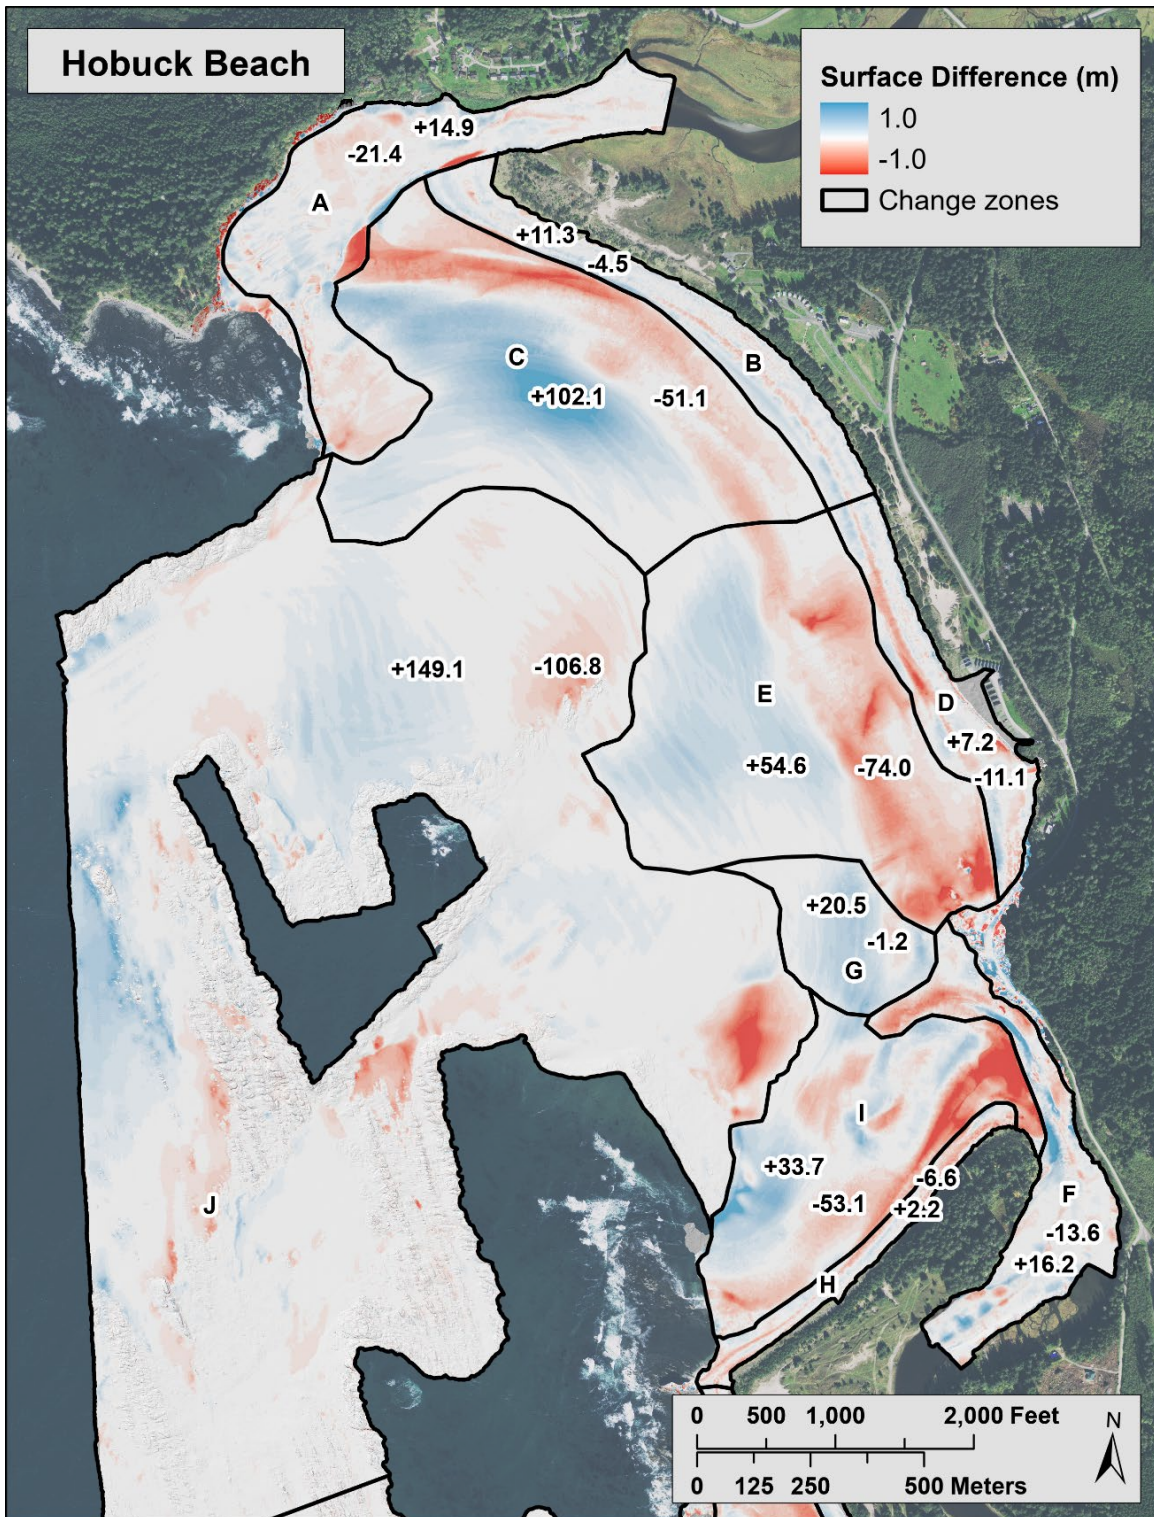 Hobuck Beach
Surface Difference (m)
1.0
-1.0
Change zones
+14.9
-21.4
A
+11.3
-4.5
B
C
+102.1
-51.1
+149.1
-106.8
E
D
+7.2
-11.1
+54.6
-74.0
+20.5
-1.2
G
I
+33.7
-53.1
-6.6
+2.2
F
-13.6
+16.2
J
H
0 500 1,000 2,000 Feet
N
0 125 250 500 Meters